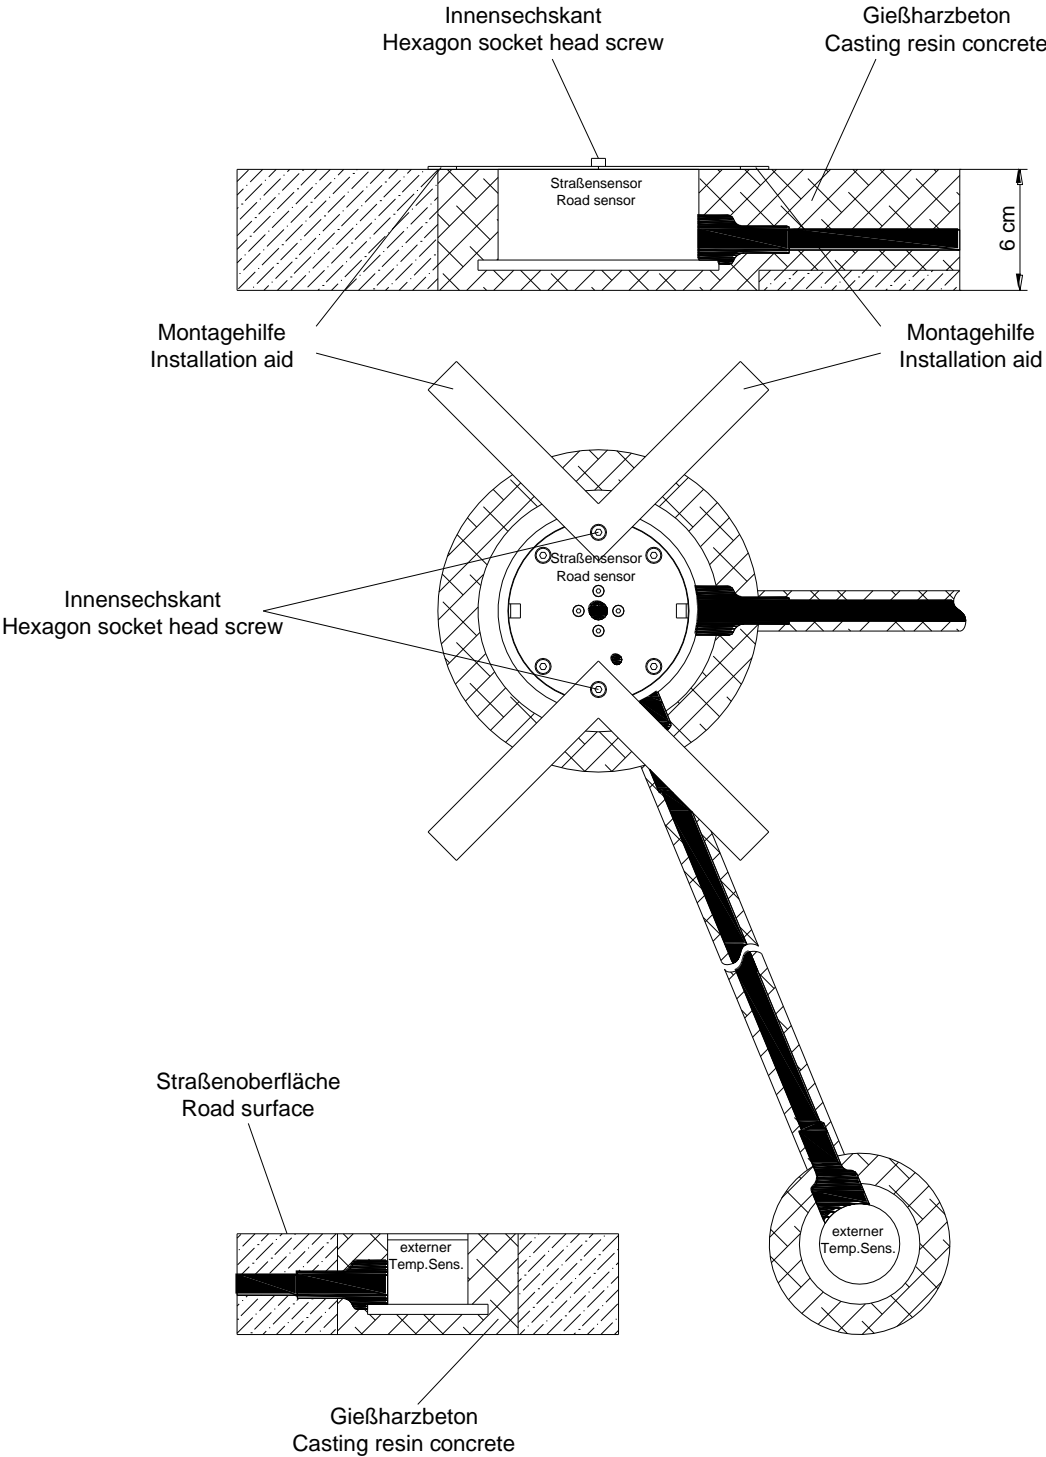 Innensechskant
Hexagon socket head screw
Gießharzbeton
Casting resin concrete
Straßensensor
Road sensor
6 cm
Montagehilfe
Installation aid
Montagehilfe
Installation aid
Straßensensor
Road sensor
Innensechskant
Hexagon socket head screw
Straßenoberfläche
Road surface
externer
Temp.Sens.
externer
Temp.Sens.
Gießharzbeton
Casting resin concrete